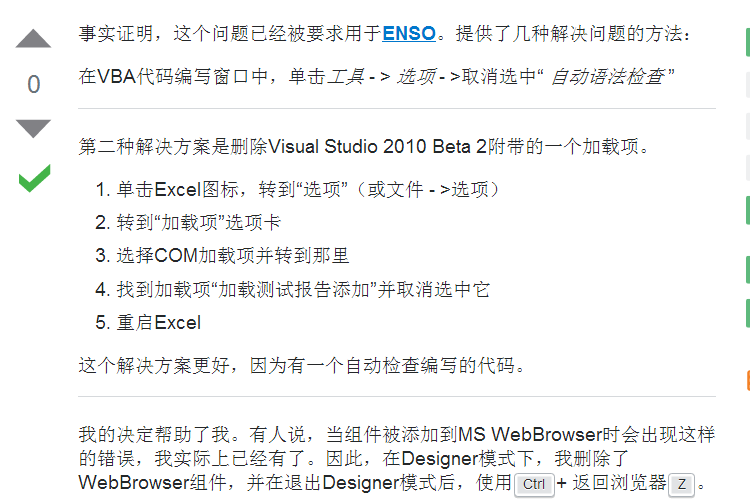 事实证明，这个问题已经被要求用于ENSO。提供了几种解决问题的方法：
0
在VBA代码编写窗口中，单击工具 - > 选项 - >取消选中“ 自动语法检查 ”
第二种解决方案是删除Visual Studio 2010 Beta 2附带的一个加载项。
1. 单击Excel图标，转到“选项”（或文件 - >选项）
2. 转到“加载项”选项卡
3. 选择COM加载项并转到那里
4. 找到加载项“加载测试报告添加”并取消选中它
5. 重启Excel
这个解决方案更好，因为有一个自动检查编写的代码。
我的决定帮助了我。有人说，当组件被添加到MS WebBrowser时会出现这样
的错误，我实际上已经有了。因此，在Designer模式下，我删除了
WebBrowser组件，并在退出Designer模式后，使用Ctrl+ 返回浏览器Z。